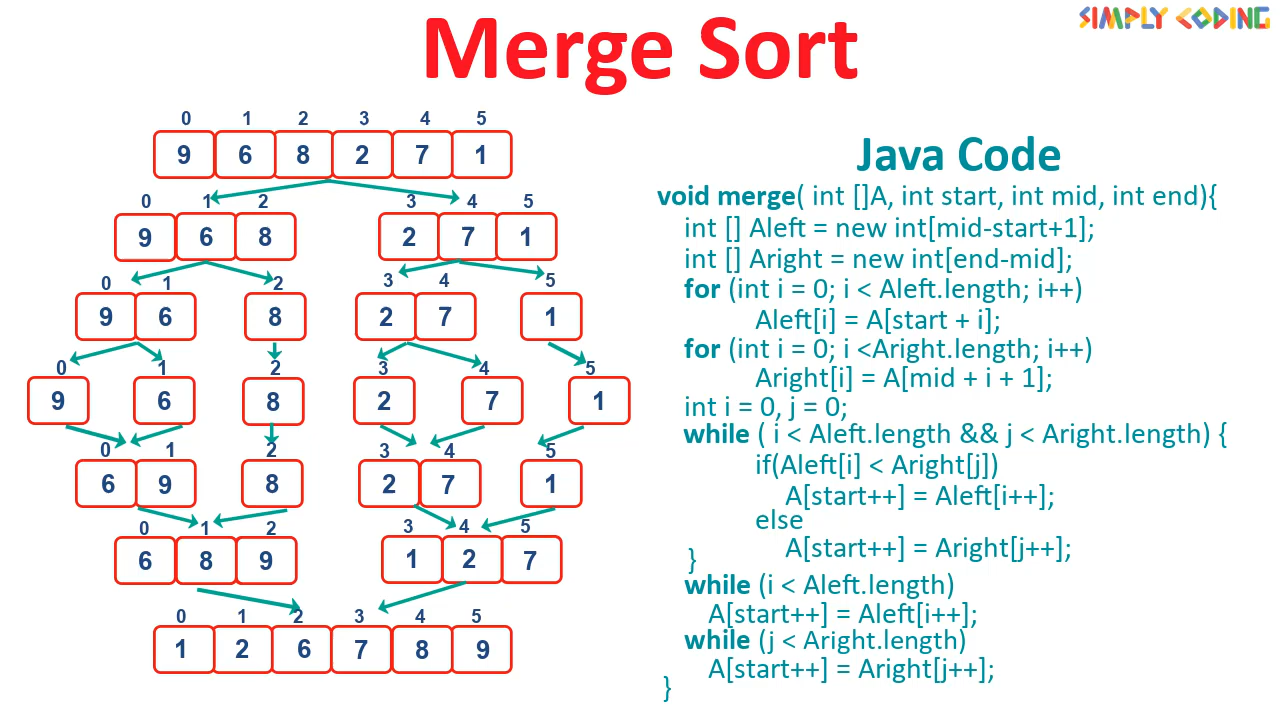 SIMPLY CODING
Merge Sort
0 1 2 3 4 5
9 6 8 2 7 1
0 1 2 3 4 5
9 6 8 2 7 1
0 1 2 3 4 5
9 6 8 2 7 1
0 1 2 3 4 5
9 6 8 2 7 1
0 1 2 3 4 5
6 9 8 2 7 1
0 1 2 3 4 5
6 8 9 1 2 7
0 1 2 3 4 5
1 2 6 7 8 9
Java Code
void merge( int []A, int start, int mid, int end){
int [] Aleft = new int[mid-start+1];
int [] Aright = new int[end-mid];
for (int i = 0; i < Aleft.length; i++)
Aleft[i] = A[start + i];
for (int i = 0; i <Aright.length; i++)
Aright[i] = A[mid + i + 1];
int i = 0, j = 0;
while ( i < Aleft.length && j < Aright.length) {
if(Aleft[i] < Aright[j])
A[start++] = Aleft[i++];
else
A[start++] = Aright[j++];
}
while (i < Aleft.length)
A[start++] = Aleft[i++];
while (j < Aright.length)
A[start++] = Aright[j++];
}